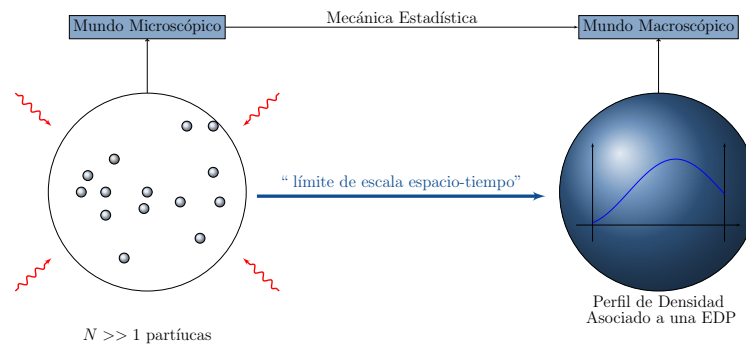 Mundo Microscópico
Mecánica Estadística
Mundo Macroscópico
“ límite de escala espacio-tiempo”
Perfil de Densidad
Asociado a una EDP
N >> 1 partíucas